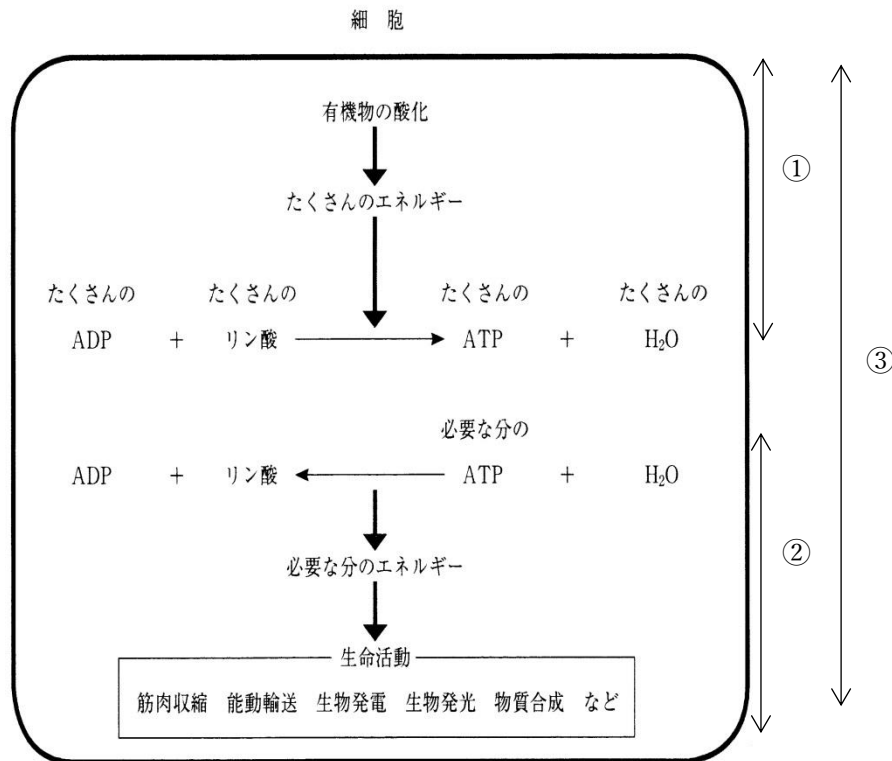 細 胞
有機物の酸化
①
たくさんのエネルギー
たくさんの たくさんの たくさんの たくさんの
ADP + リン酸 ATP + H₂O
③
必要な分の
ADP + リン酸 ATP + H₂O
②
必要な分のエネルギー
生命活動
筋肉収縮 能動輸送 生物発電 生物発光 物質合成 など